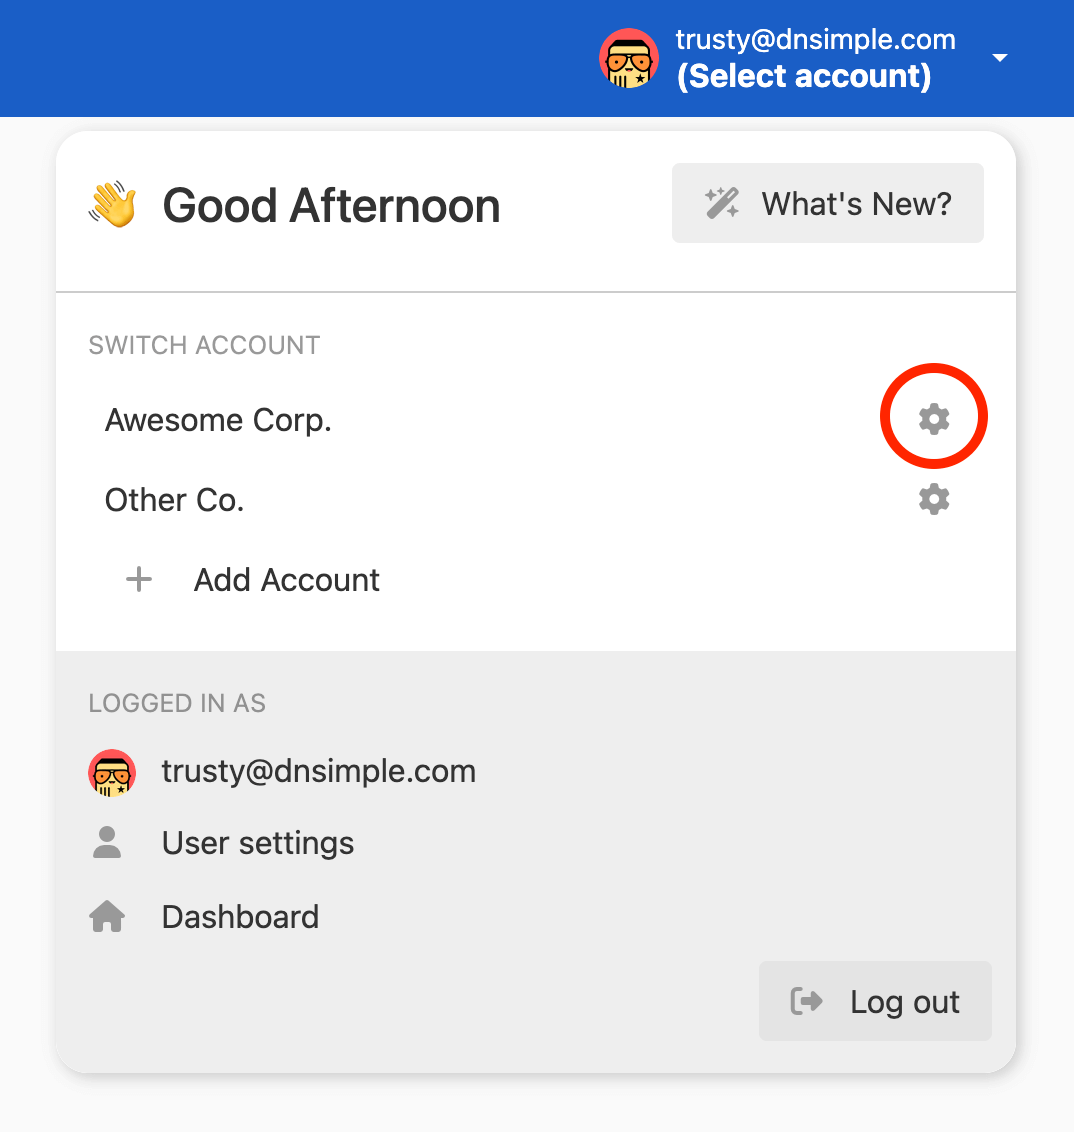 trusty@dnsimple.com
(Select account)
Good Afternoon
What's New?
SWITCH ACCOUNT
Awesome Corp.
Other Co.
Add Account
LOGGED IN AS
trusty@dnsimple.com
User settings
Dashboard
Log out